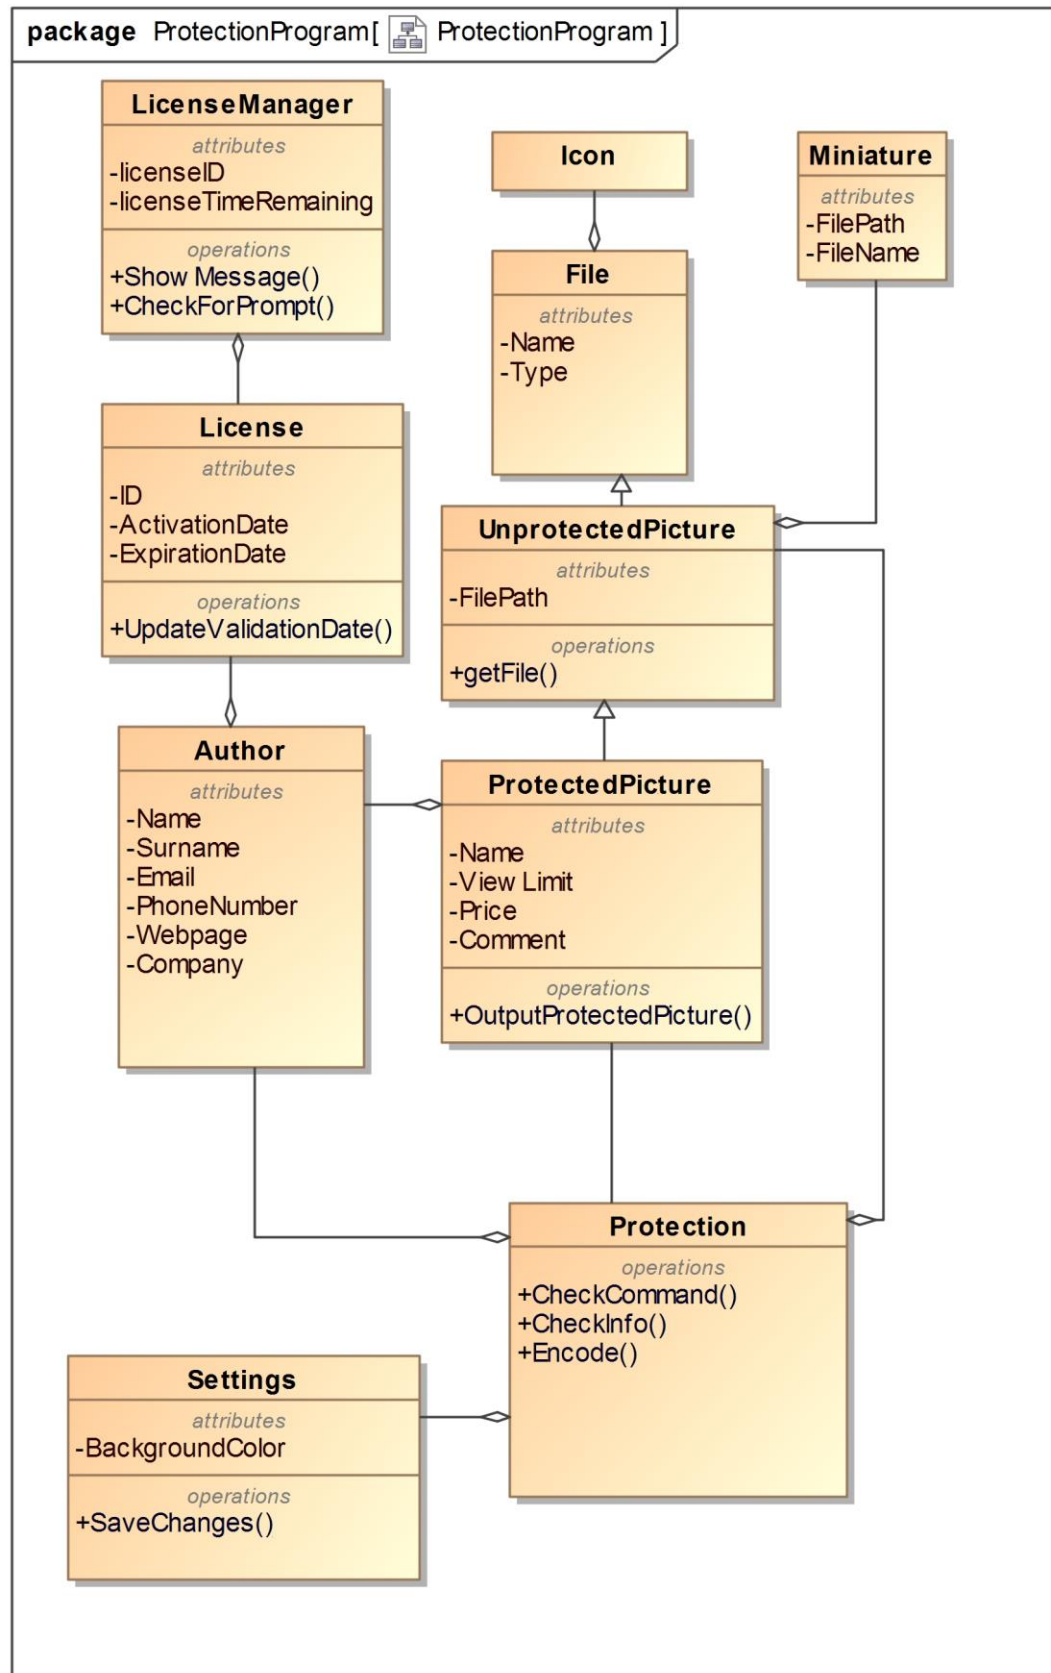 package ProtectionProgram[ ProtectionProgram ]
LicenseManager
attributes
-licenseID
-licenseTimeRemaining
operations
+Show Message()
+CheckForPrompt()
Icon
Miniature
attributes
-FilePath
-FileName
File
attributes
-Name
-Type
License
attributes
-ID
-ActivationDate
-ExpirationDate
operations
+UpdateValidationDate()
UnprotectedPicture
attributes
-FilePath
operations
+getFile()
Author
attributes
-Name
-Surname
-Email
-PhoneNumber
-Webpage
-Company
ProtectedPicture
attributes
-Name
-View Limit
-Price
-Comment
operations
+OutputProtectedPicture()
Protection
operations
+CheckCommand()
+CheckInfo()
+Encode()
Settings
attributes
-BackgroundColor
operations
+SaveChanges()